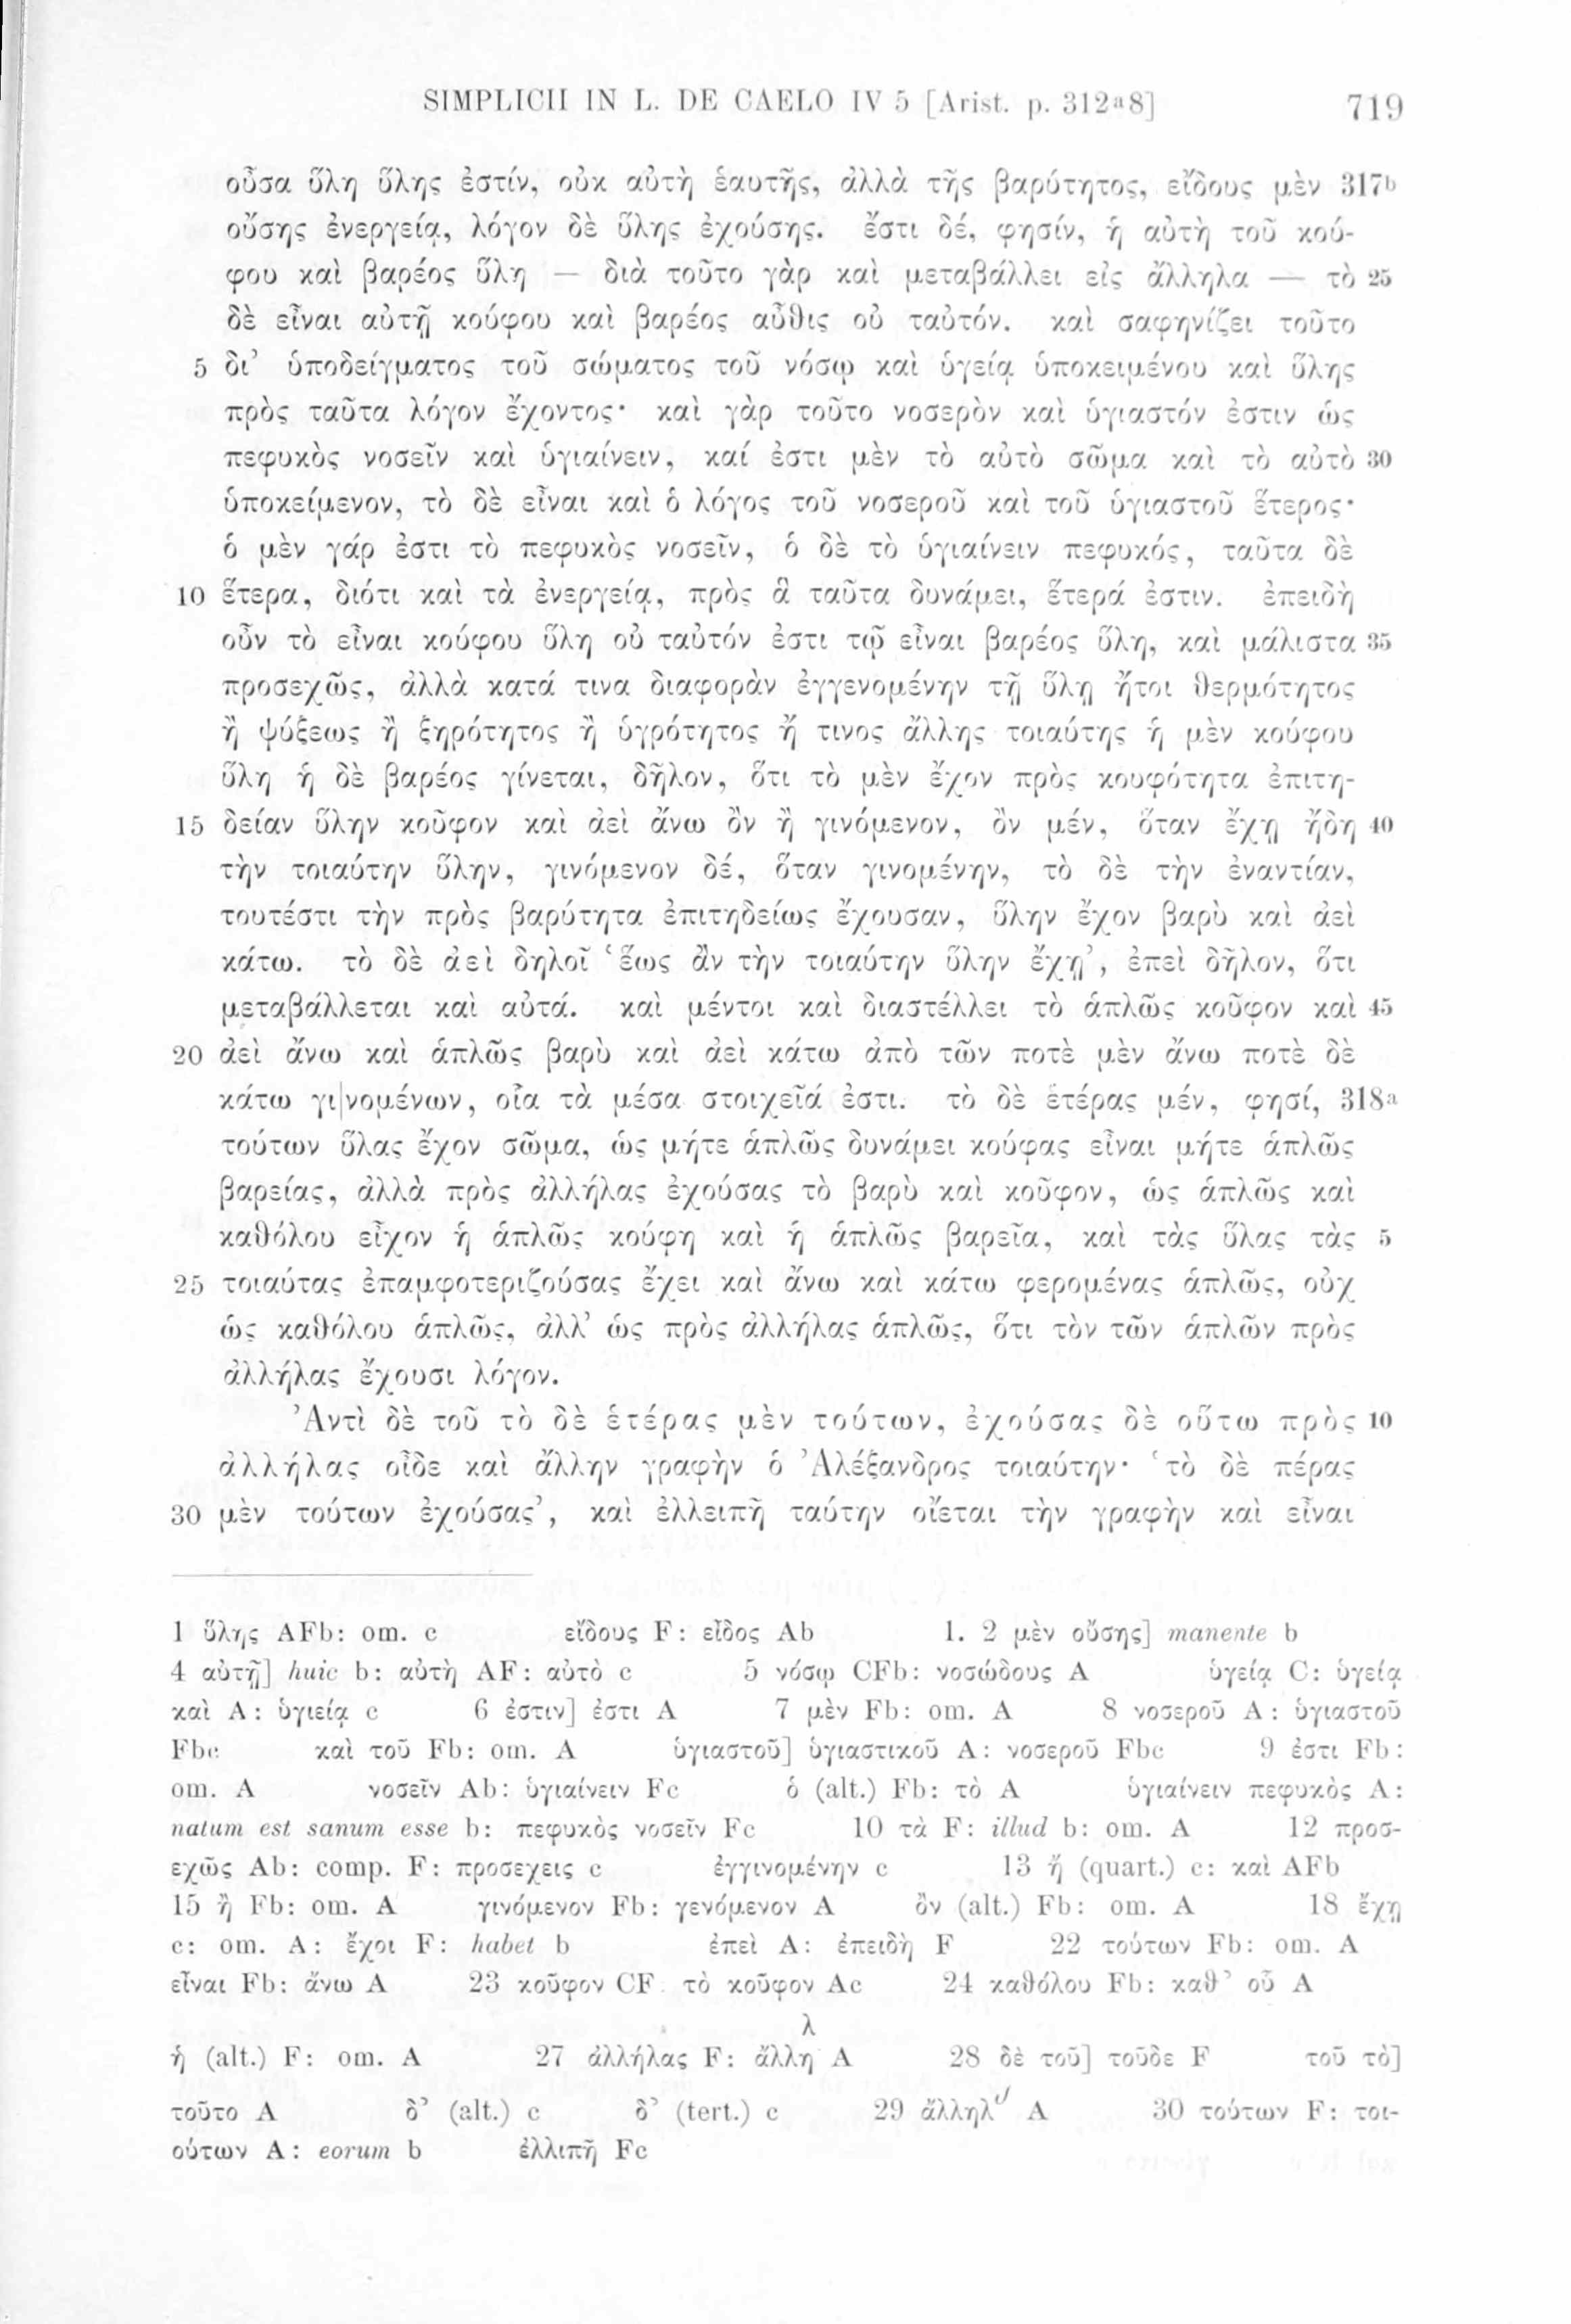 SIMPLICII IN L. DE CAELO IV 5 [Arist. p. 312a8] 719
οὖσα ὕλη ὕλης ἐστίν, οὐκ αὐτὴ ἑαυτῆς, ἀλλὰ τῆς βαρύτητος, εἴδους μὲν 317b
οὔσης ἐνεργείᾳ, λόγον δὲ ὕλης ἐχούσης. ἔστι δέ, φησίν, ἡ αὐτὴ τοῦ κού-
φου καὶ βαρέος ὕλη — διὰ τοῦτο γὰρ καὶ μεταβάλλει εἰς ἄλληλα — τὸ 25
δὲ εἶναι αὐτῇ κούφου καὶ βαρέος αὖθις οὐ ταὐτόν. καὶ σαφηνίζει τοῦτο
5 δι' ὑποδείγματος τοῦ σώματος τοῦ νόσῳ καὶ ὑγείᾳ ὑποκειμένου καὶ ὕλης
πρὸς ταῦτα λόγον ἔχοντος· καὶ γὰρ τοῦτο νοσερὸν καὶ ὑγιαστόν ἐστιν ὡς
πεφυκὸς νοσεῖν καὶ ὑγιαίνειν, καί ἐστι μὲν τὸ αὐτὸ σῶμα καὶ τὸ αὐτὸ 30
ὑποκείμενον, τὸ δὲ εἶναι καὶ ὁ λόγος τοῦ νοσεροῦ καὶ τοῦ ὑγιαστοῦ ἕτερος·
ὁ μὲν γάρ ἐστι τὸ πεφυκὸς νοσεῖν, ὁ δὲ τὸ ὑγιαίνειν πεφυκός, ταῦτα δὲ
10 ἕτερα, διότι καὶ τὰ ἐνεργείᾳ, πρὸς ἃ ταῦτα δυνάμει, ἕτερά ἐστιν. ἐπειδὴ
οὖν τὸ εἶναι κούφου ὕλη οὐ ταὐτόν ἐστι τῷ εἶναι βαρέος ὕλη, καὶ μάλιστα 35
προσεχῶς, ἀλλὰ κατά τινα διαφορὰν ἐγγενομένην τῇ ὕλῃ ἤτοι θερμότητος
ἢ ψύξεως ἢ ξηρότητος ἢ ὑγρότητος ἤ τινος ἄλλης τοιαύτης ἡ μὲν κούφου
ὕλη ἡ δὲ βαρέος γίνεται, δῆλον, ὅτι τὸ μὲν ἔχον πρὸς κουφότητα ἐπιτη-
15 δείαν ὕλην κοῦφον καὶ ἀεὶ ἄνω ὂν ἢ γινόμενον, ὂν μέν, ὅταν ἔχῃ ἤδη 40
τὴν τοιαύτην ὕλην, γινόμενον δέ, ὅταν γινομένην, τὸ δὲ τὴν ἐναντίαν,
τουτέστι τὴν πρὸς βαρύτητα ἐπιτηδείως ἔχουσαν, ὕλην ἔχον βαρὺ καὶ ἀεὶ
κάτω. τὸ δὲ ἀεὶ δηλοῖ ‘ἕως ἂν τὴν τοιαύτην ὕλην ἔχῃ’, ἐπεὶ δῆλον, ὅτι
μεταβάλλεται καὶ αὐτά. καὶ μέντοι καὶ διαστέλλει τὸ ἁπλῶς κοῦφον καὶ 45
20 ἀεὶ ἄνω καὶ ἁπλῶς βαρὺ καὶ ἀεὶ κάτω ἀπὸ τῶν ποτὲ μὲν ἄνω ποτὲ δὲ
κάτω γι|νομένων, οἷα τὰ μέσα στοιχεῖά ἐστι. τὸ δὲ ἑτέρας μέν, φησί, 318a
τούτων ὕλας ἔχον σῶμα, ὡς μήτε ἁπλῶς δυνάμει κούφας εἶναι μήτε ἁπλῶς
βαρείας, ἀλλὰ πρὸς ἀλλήλας ἐχούσας τὸ βαρὺ καὶ κοῦφον, ὡς ἁπλῶς καὶ
καθόλου εἶχον ἡ ἁπλῶς κούφη καὶ ἡ ἁπλῶς βαρεῖα, καὶ τὰς ὕλας τὰς 5
25 τοιαύτας ἐπαμφοτεριζούσας ἔχει καὶ ἄνω καὶ κάτω φερομένας ἁπλῶς, οὐχ
ὡς καθόλου ἁπλῶς, ἀλλ' ὡς πρὸς ἀλλήλας ἁπλῶς, ὅτι τὸν τῶν ἁπλῶν πρὸς
ἀλλήλας ἔχουσι λόγον.
Ἀντὶ δὲ τοῦ τὸ δὲ ἑτέρας μὲν τούτων, ἐχούσας δὲ οὕτω πρὸς 10
ἀλλήλας οἶδε καὶ ἄλλην γραφὴν ὁ Ἀλέξανδρος τοιαύτην· ‘τὸ δὲ πέρας
30 μὲν τούτων ἐχούσας’, καὶ ἐλλειπῆ ταύτην οἴεται τὴν γραφὴν καὶ εἶναι
1 ὕλης AFb: om. c εἴδους F: εἶδος Ab 1. 2 μὲν οὔσης] manente b
4 αὐτῇ] huic b: αὐτὴ AF: αὐτὸ c 5 νόσῳ CFb: νοσώδους A ὑγείᾳ C: ὑγείᾳ
καὶ A: ὑγιείᾳ c 6 ἐστιν] ἐστι A 7 μὲν Fb: om. A 8 νοσεροῦ A: ὑγιαστοῦ
Fbc καὶ τοῦ Fb: om. A ὑγιαστοῦ] ὑγιαστικοῦ A: νοσεροῦ Fbc 9 ἐστι Fb:
om. A νοσεῖν Ab: ὑγιαίνειν Fc ὁ (alt.) Fb: τὸ A ὑγιαίνειν πεφυκὸς A:
natum est sanum esse b: πεφυκὸς νοσεῖν Fc 10 τὰ F: illud b: om. A 12 προσ-
εχῶς Ab: comp. F: προσεχεις c ἐγγινομένην c 13 ἤ (quart.) c: καὶ AFb
15 ἢ Fb: om. A γινόμενον Fb: γενόμενον A ὂν (alt.) Fb: om. A 18 ἔχῃ
c: om. A: ἔχοι F: habet b ἐπεὶ A: ἐπειδὴ F 22 τούτων Fb: om. A
εἶναι Fb: ἄνω A 23 κοῦφον CF τὸ κοῦφον Ac 24 καθόλου Fb: καθ' οὗ A
λ
ἡ (alt.) F: om. A 27 ἀλλήλας F: ἄλλη A 28 δὲ τοῦ] τοῦδε F τοῦ τὸ]
τοῦτο A δ' (alt.) c δ' (tert.) c 29 ἄλληλ A 30 τούτων F: τοι-
ούτων A: eorum b ἐλλιπῆ Fc